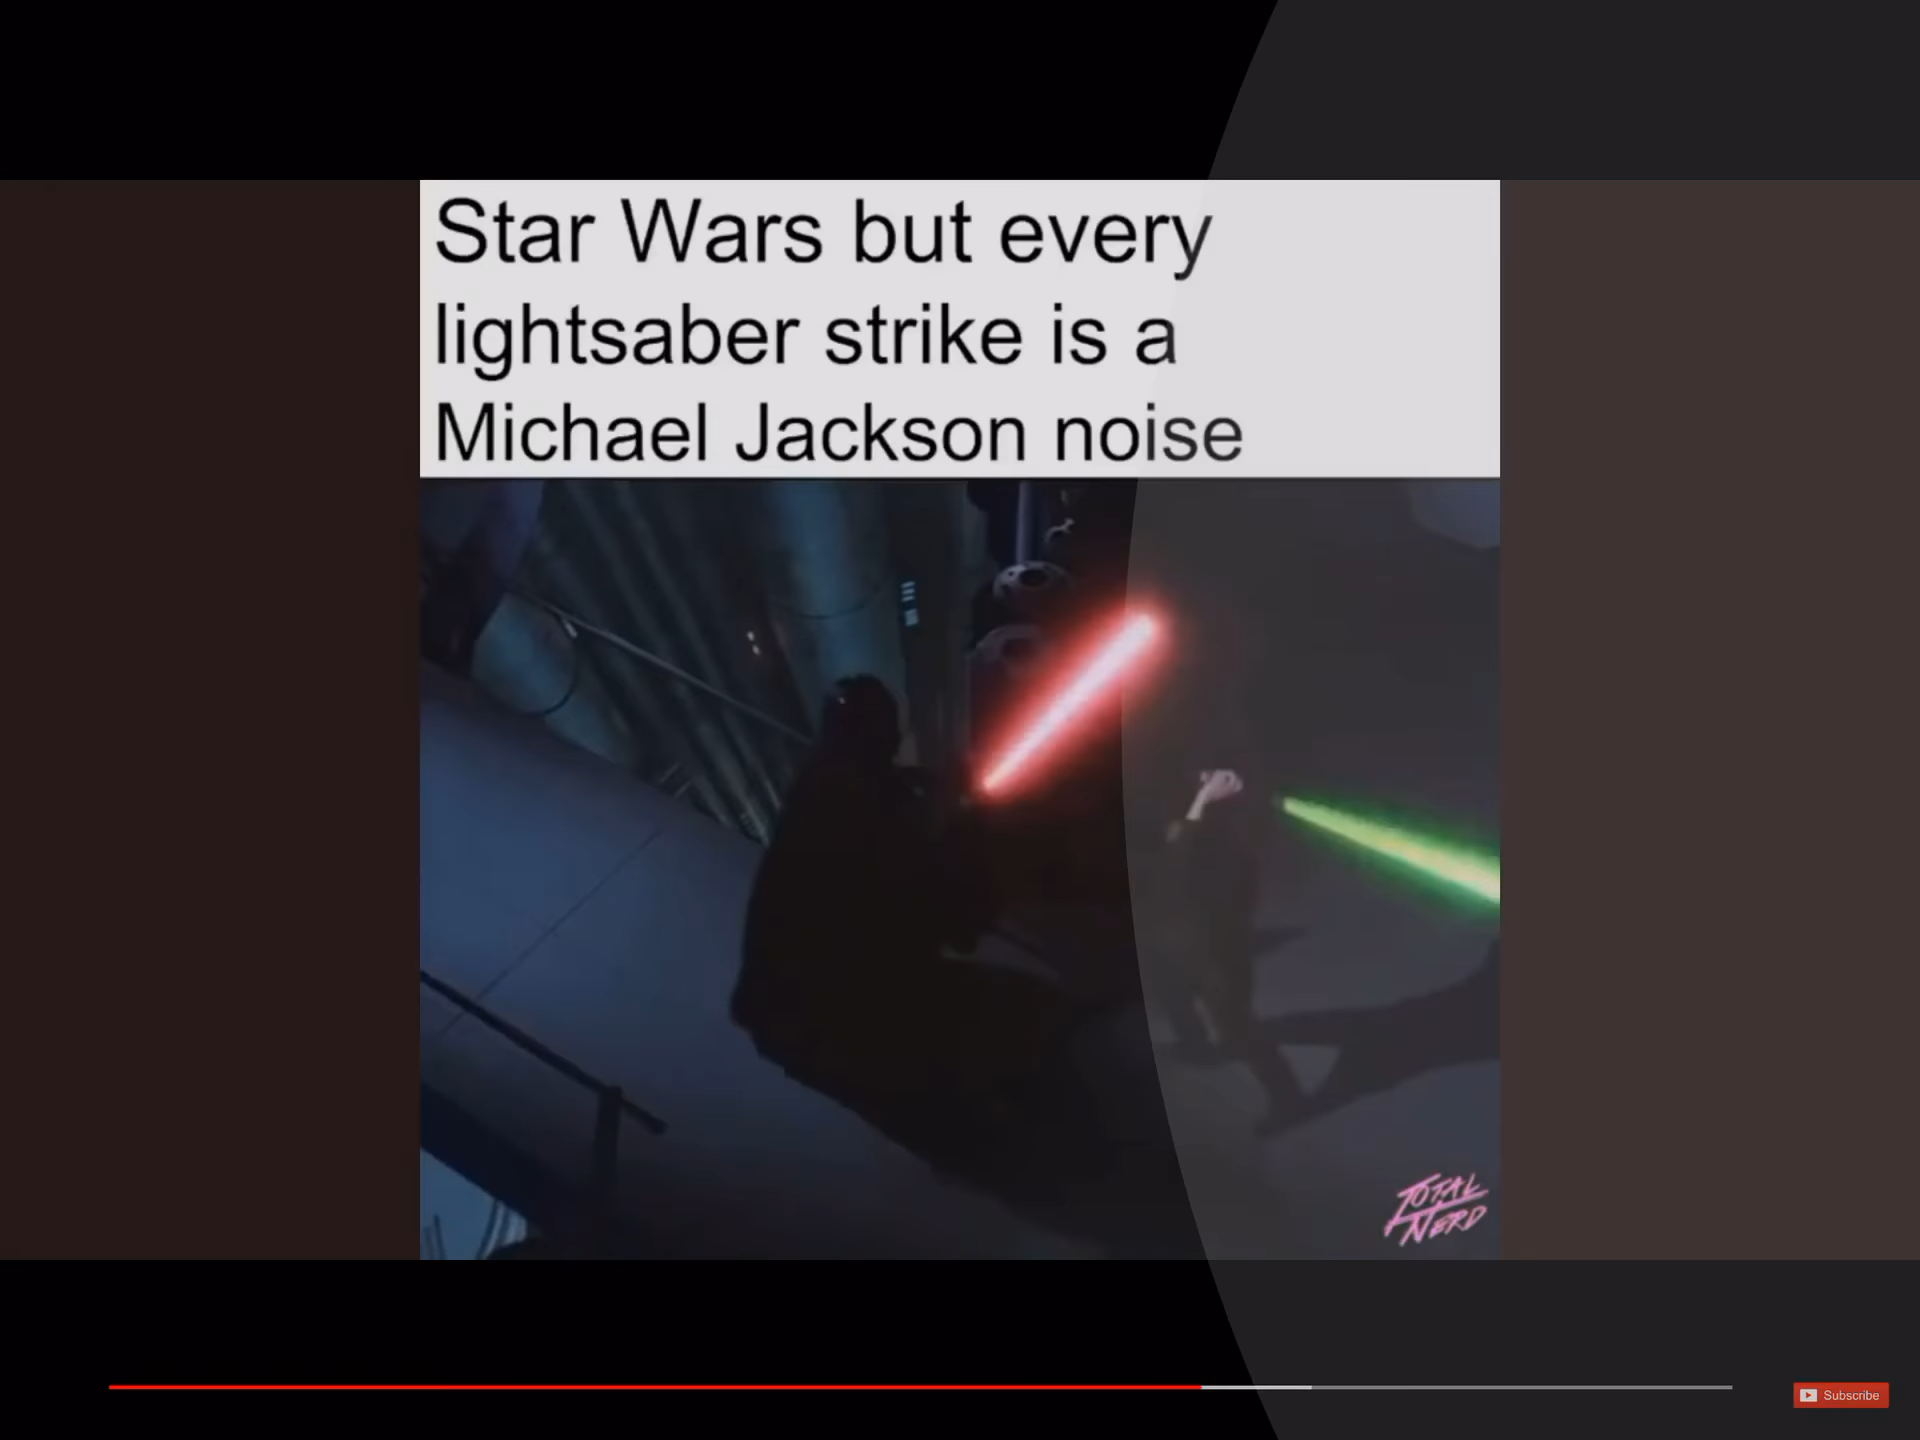 Star Wars but every
lightsaber strike is a
Michael Jackson noise
TOTAL
NERD
Subscribe